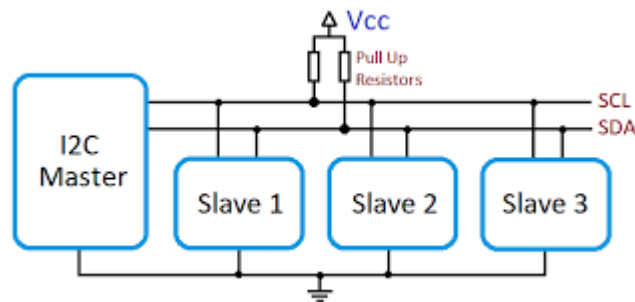 Vcc
Pull Up
Resistors
SCL
SDA
I2C
Master
Slave 1
Slave 2
Slave 3